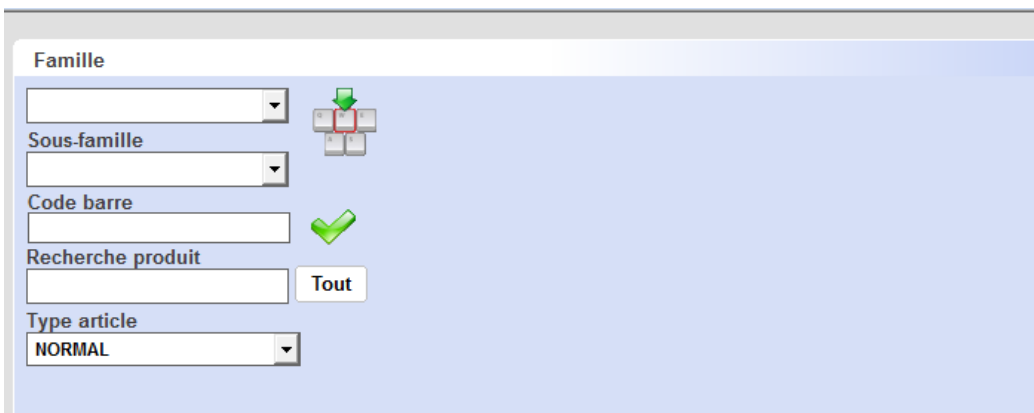 Famille
Sous-famille
Code barre
Recherche produit
Tout
Type article
NORMAL